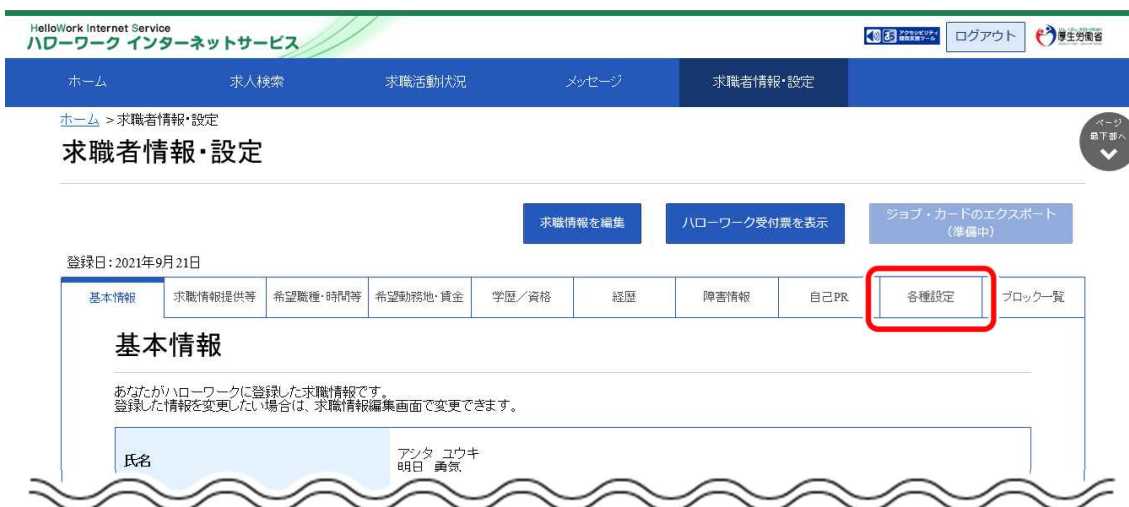 HelloWork Internet Service
ハローワーク インターネットサービス
ログアウト
厚生労働省
ホーム
求人検索
求職活動状況
メッセージ
求職者情報・設定
ホーム >求職者情報・設定
ページ
最下部へ
求職者情報・設定
求職情報を編集
ハローワーク受付票を表示
ジョブ・カードのエクスポート
(準備中)
登録日:2021年9月21日
基本情報
求職情報提供等
希望職種・時間等
希望勤務地・賃金
学歴/資格
経歴
障害情報
自己PR
各種設定
ブロック一覧
基本情報
あなたがハローワークに登録した求職情報です。
登録した情報を変更したい場合は、求職情報編集画面で変更できます。
氏名
アシタ ユウキ
明日 勇気